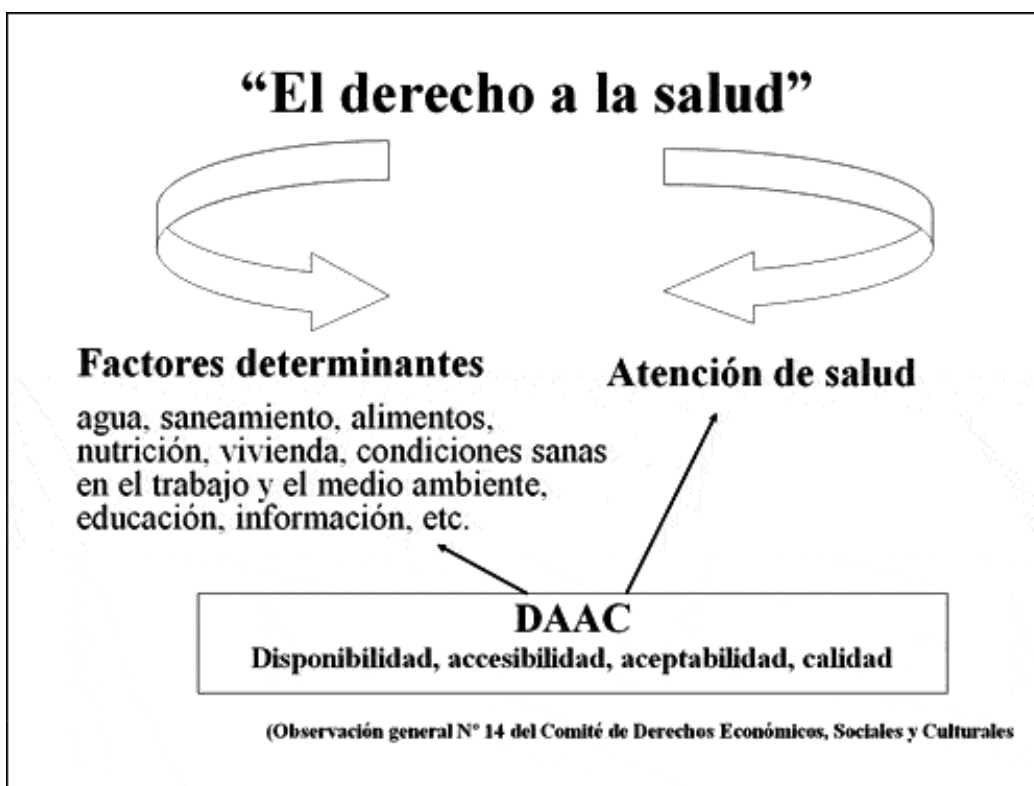 “El derecho a la salud”
Factores determinantes
agua, saneamiento, alimentos,
nutrición, vivienda, condiciones sanas
en el trabajo y el medio ambiente,
educación, información, etc.
Atención de salud
DAAC
Disponibilidad, accesibilidad, aceptabilidad, calidad
(Observación general Nº 14 del Comité de Derechos Económicos, Sociales y Culturales